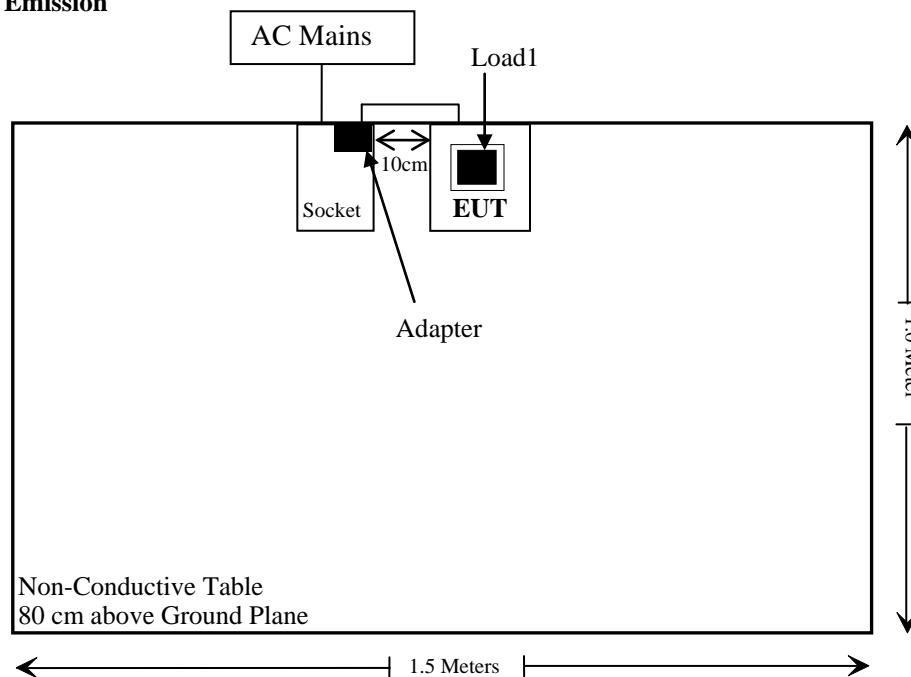 Emission
AC Mains
Load1
10cm
Socket
EUT
Adapter
Meter
Non-Conductive Table
80 cm above Ground Plane
1.5 Meters